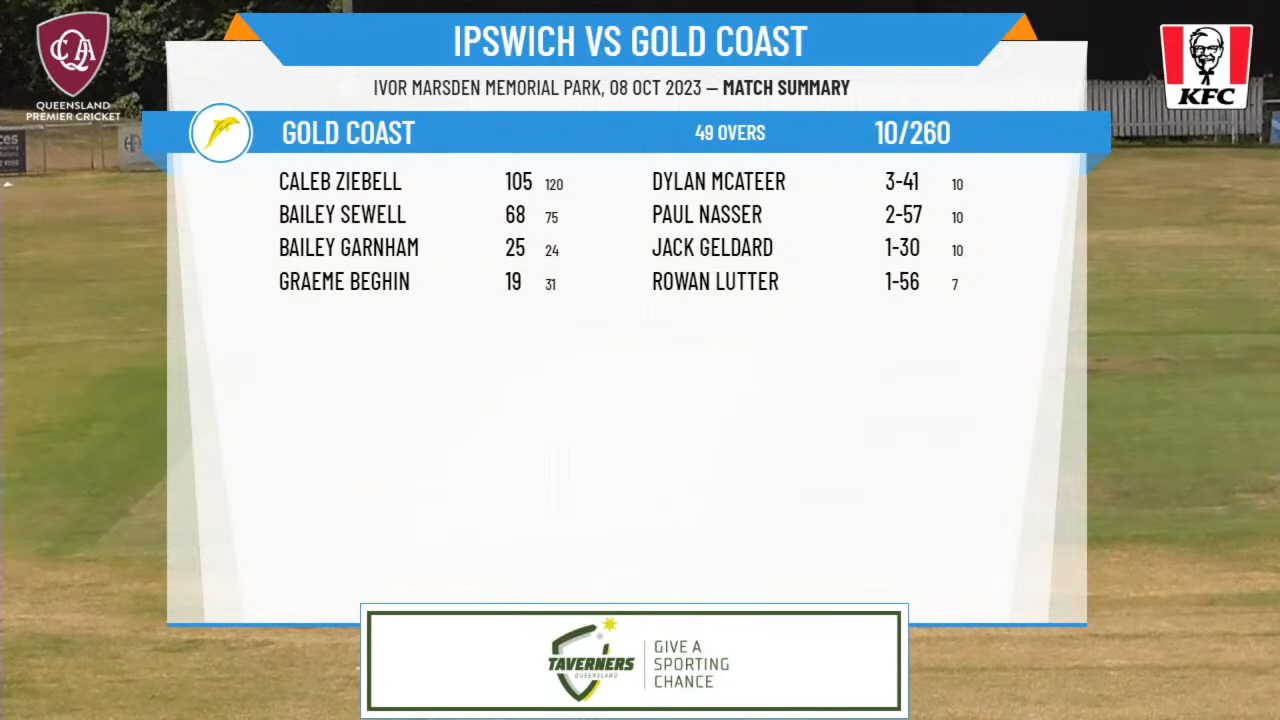 IPSWICH VS GOLD COAST
IVOR MARSDEN MEMORIAL PARK, 08 OCT 2023 – MATCH SUMMARY
QCA
QUEENSLAND
PREMIER CRICKET
KFC
GOLD COAST 49 OVERS 10/260
CALEB ZIEBELL 105 120 DYLAN MCATEER 3-41 10
BAILEY SEWELL 68 75 PAUL NASSER 2-57 10
BAILEY GARNHAM 25 24 JACK GELDARD 1-30 10
GRAEME BEGHIN 19 31 ROWAN LUTTER 1-56 7
TAVERNERS
QUEENSLAND
GIVE A
SPORTING
CHANCE